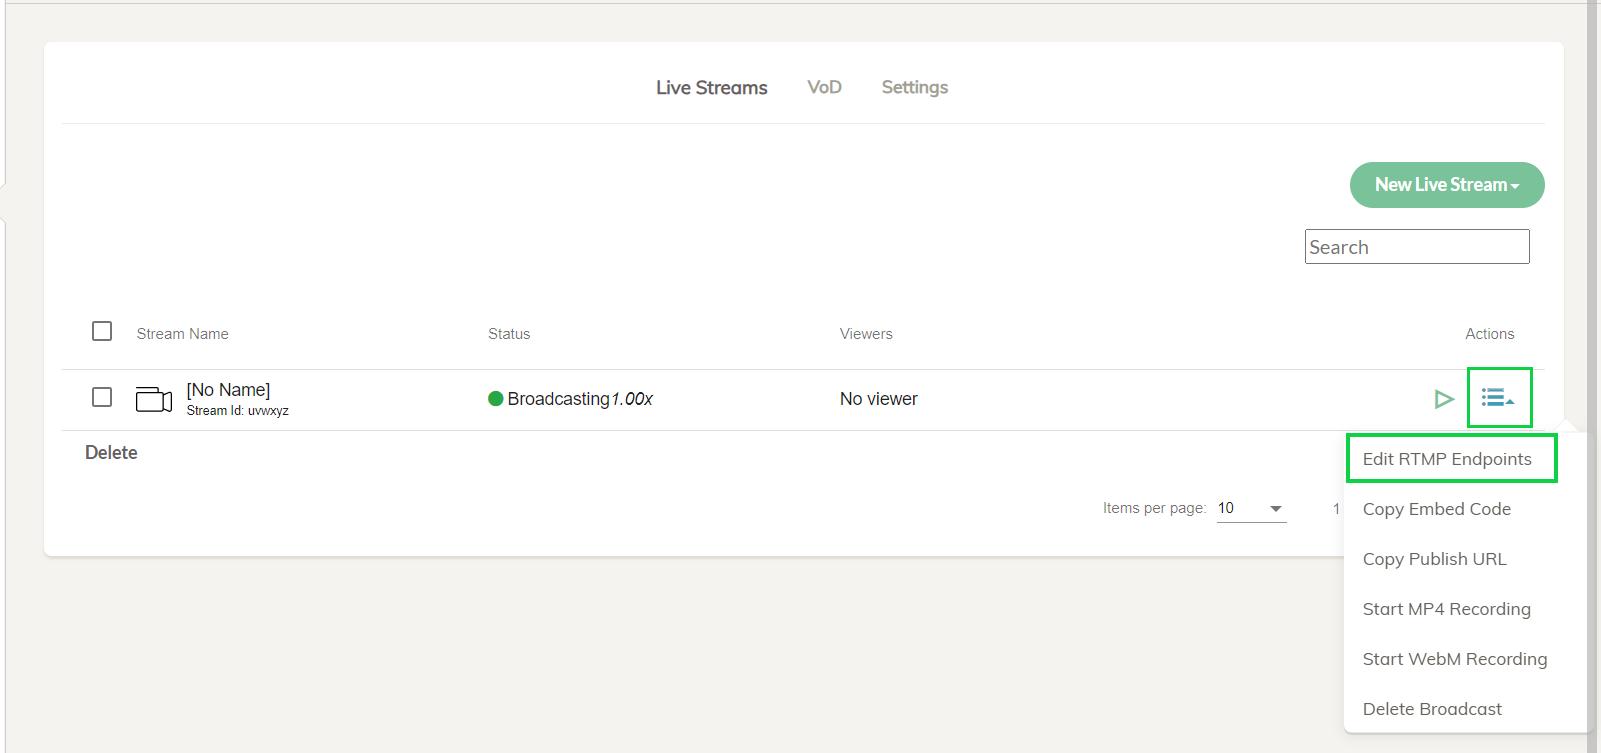 Live Streams VoD Settings
New Live Stream
Search
Stream Name Status Viewers Actions
[No Name]
Stream Id: uvwxyz
Broadcasting 1.00x No viewer
Delete
Items per page: 10 1
Edit RTMP Endpoints
Copy Embed Code
Copy Publish URL
Start MP4 Recording
Start WebM Recording
Delete Broadcast